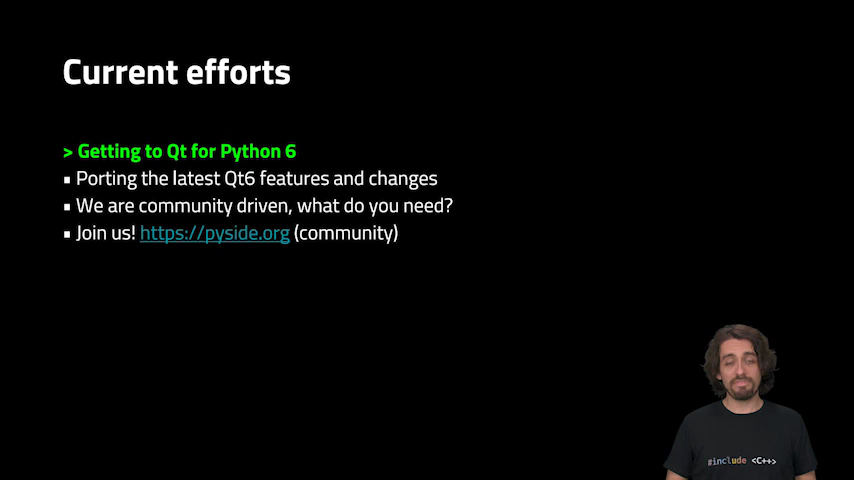 Current efforts
> Getting to Qt for Python 6
▪ Porting the latest Qt6 features and changes
▪ We are community driven, what do you need?
▪ Join us! https://pyside.org (community)
#include <C++>